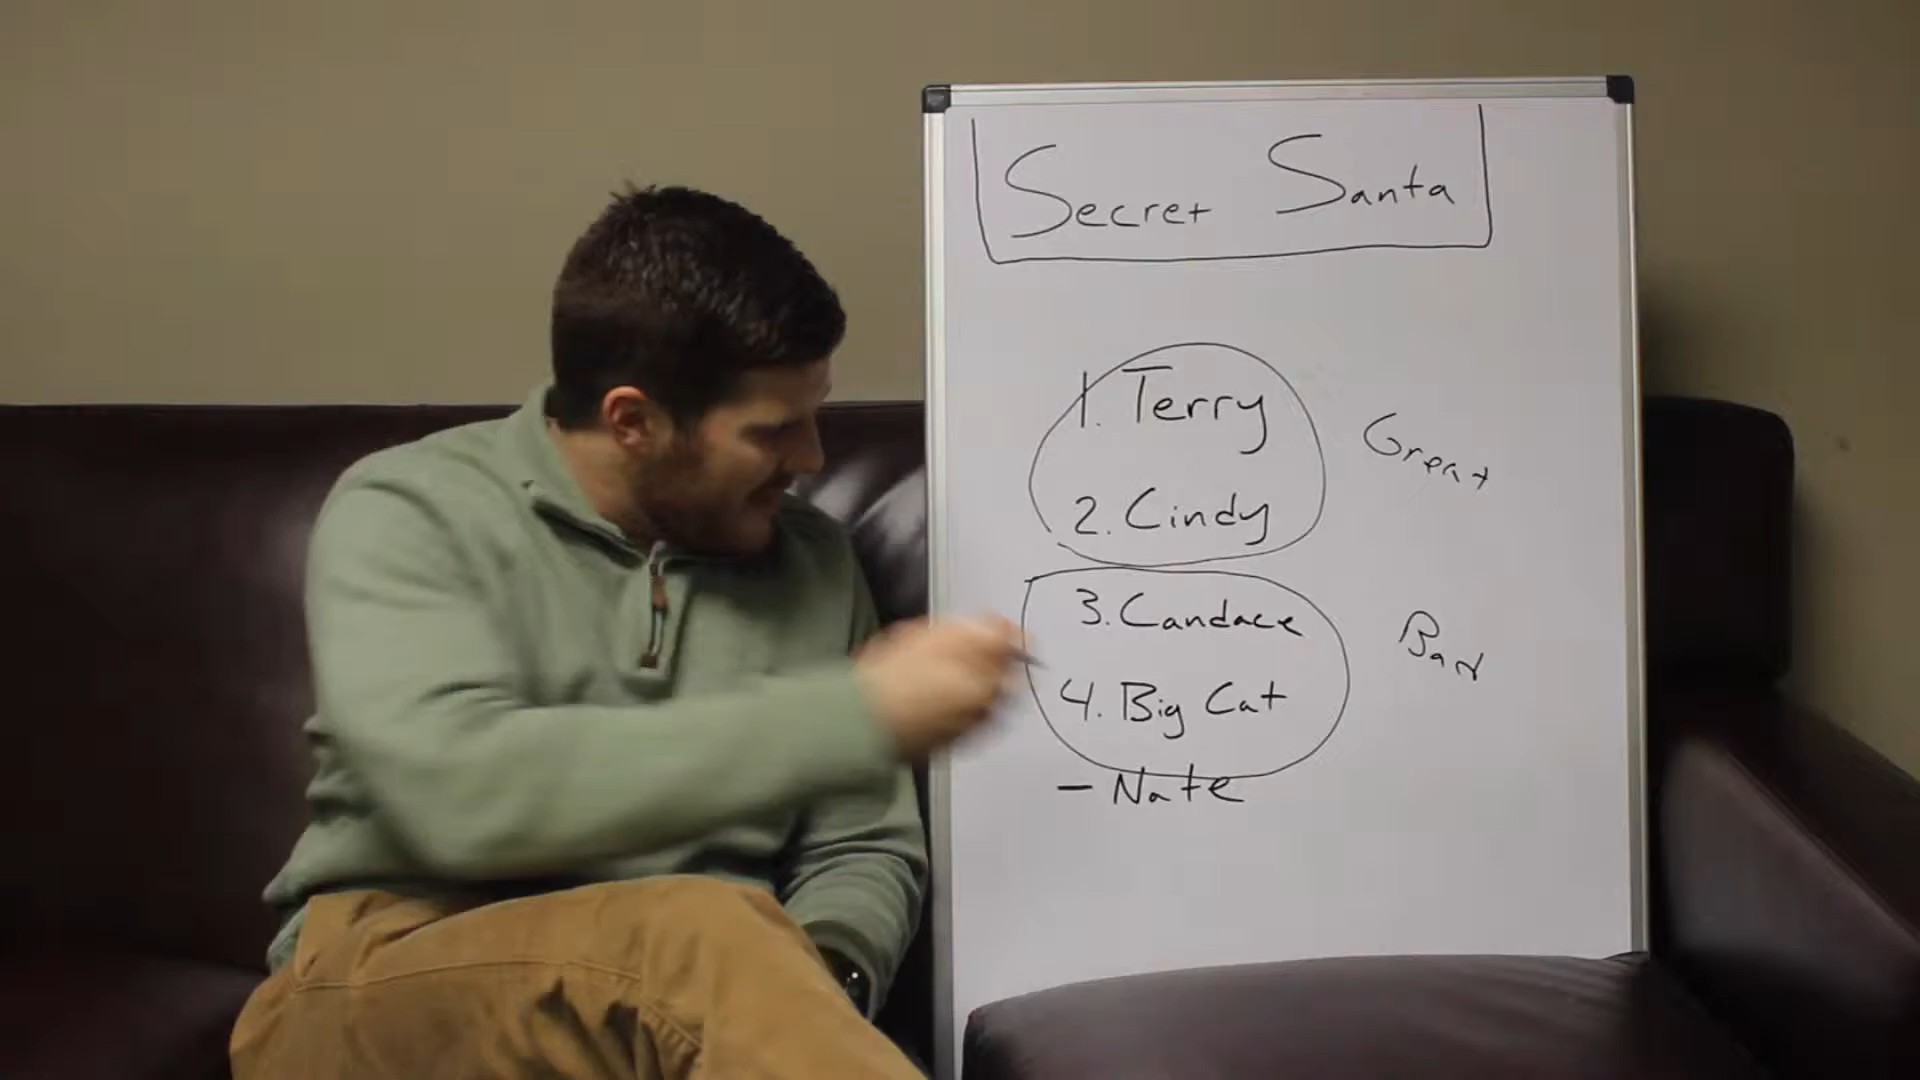 Secret Santa
1. Terry
2. Cindy
Great
3. Candace
4. Big Cat
Bad
- Nate